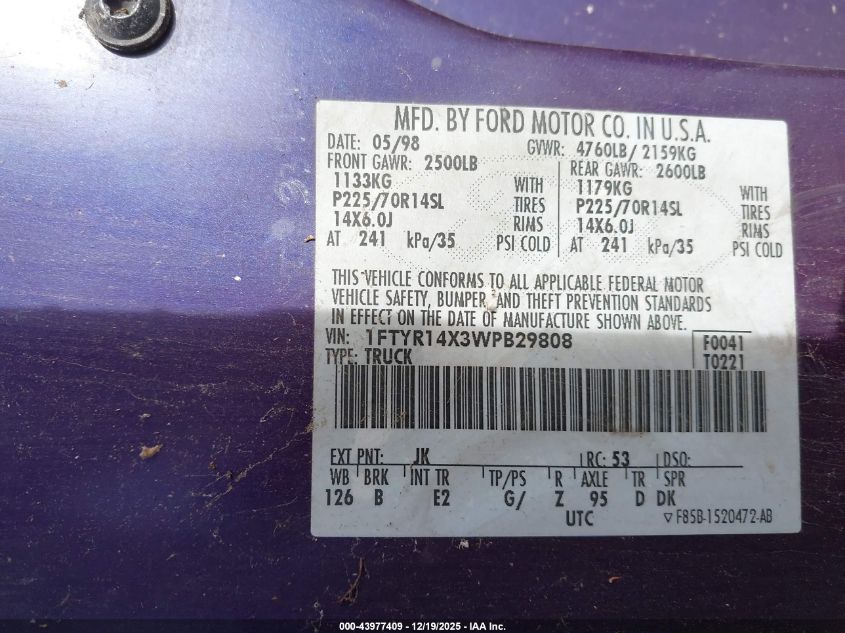 MFD. BY FORD MOTOR CO. IN U.S.A.
DATE: 05/98 GVWR: 4760LB/ 2159KG
FRONT GAWR: 2500LB REAR GAWR: 2600LB
1133KG WITH 1179KG WITH
P225/70R14SL TIRES P225/70R14SL TIRES
14X6.0J RIMS 14X6.0J RIMS
AT 241 kPa/35 PSI COLD AT 241 kPa/35 PSI COLD
THIS VEHICLE CONFORMS TO ALL APPLICABLE FEDERAL MOTOR
VEHICLE SAFETY, BUMPER, AND THEFT PREVENTION STANDARDS
IN EFFECT ON THE DATE OF MANUFACTURE SHOWN ABOVE.
VIN: 1FTYR14X3WPB29808 F0041
TYPE: TRUCK T0221
EXT PNT: JK RC: 53 DSO:
WB BRK INT TR TP/PS R AXLE TR SPR
126 B E2 G/ Z 95 D DK
UTC ▽ F85B-1520472-AB
000-43977409 - 12/19/2025 - IAA Inc.